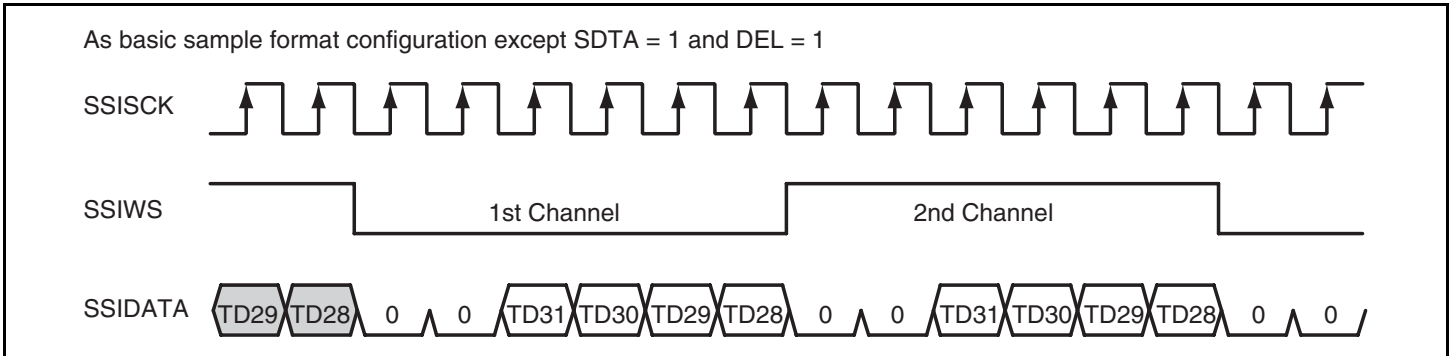 As basic sample format configuration except SDTA = 1 and DEL = 1
SSISCK
SSIWS 1st Channel 2nd Channel
SSIDATA TD29 TD28 0 0 TD31 TD30 TD29 TD28 0 0 TD31 TD30 TD29 TD28 0 0